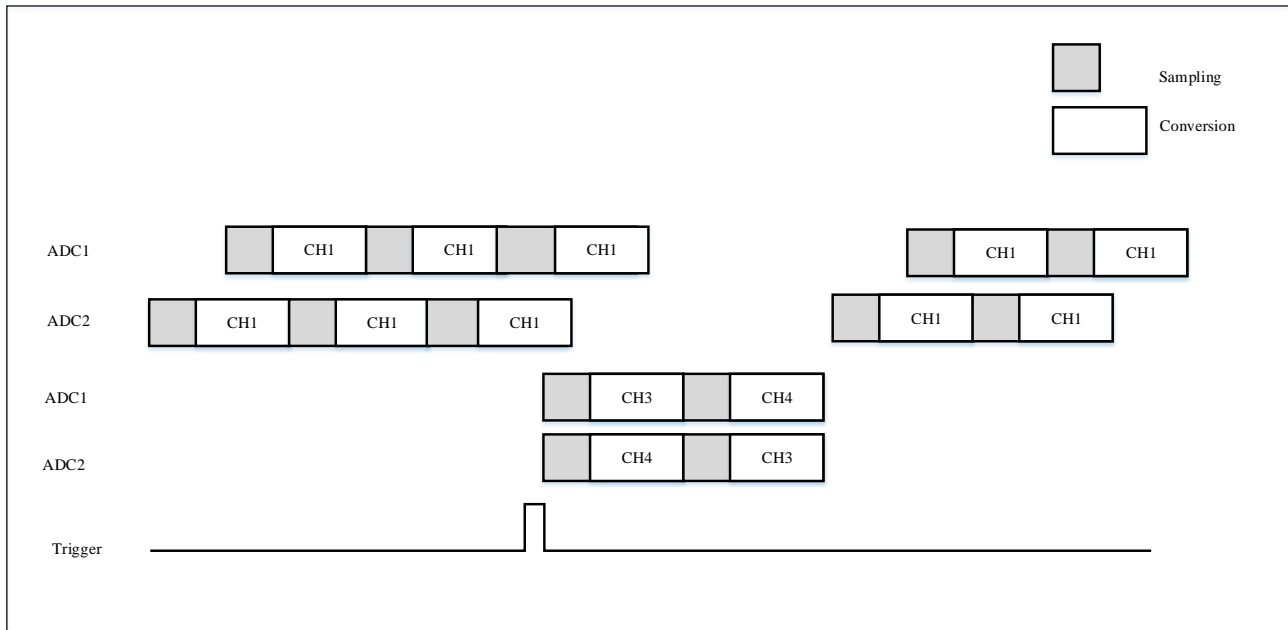 Sampling
Conversion
ADC1 CH1 CH1 CH1 CH1 CH1
ADC2 CH1 CH1 CH1 CH1 CH1
ADC1 CH3 CH4
ADC2 CH4 CH3
Trigger